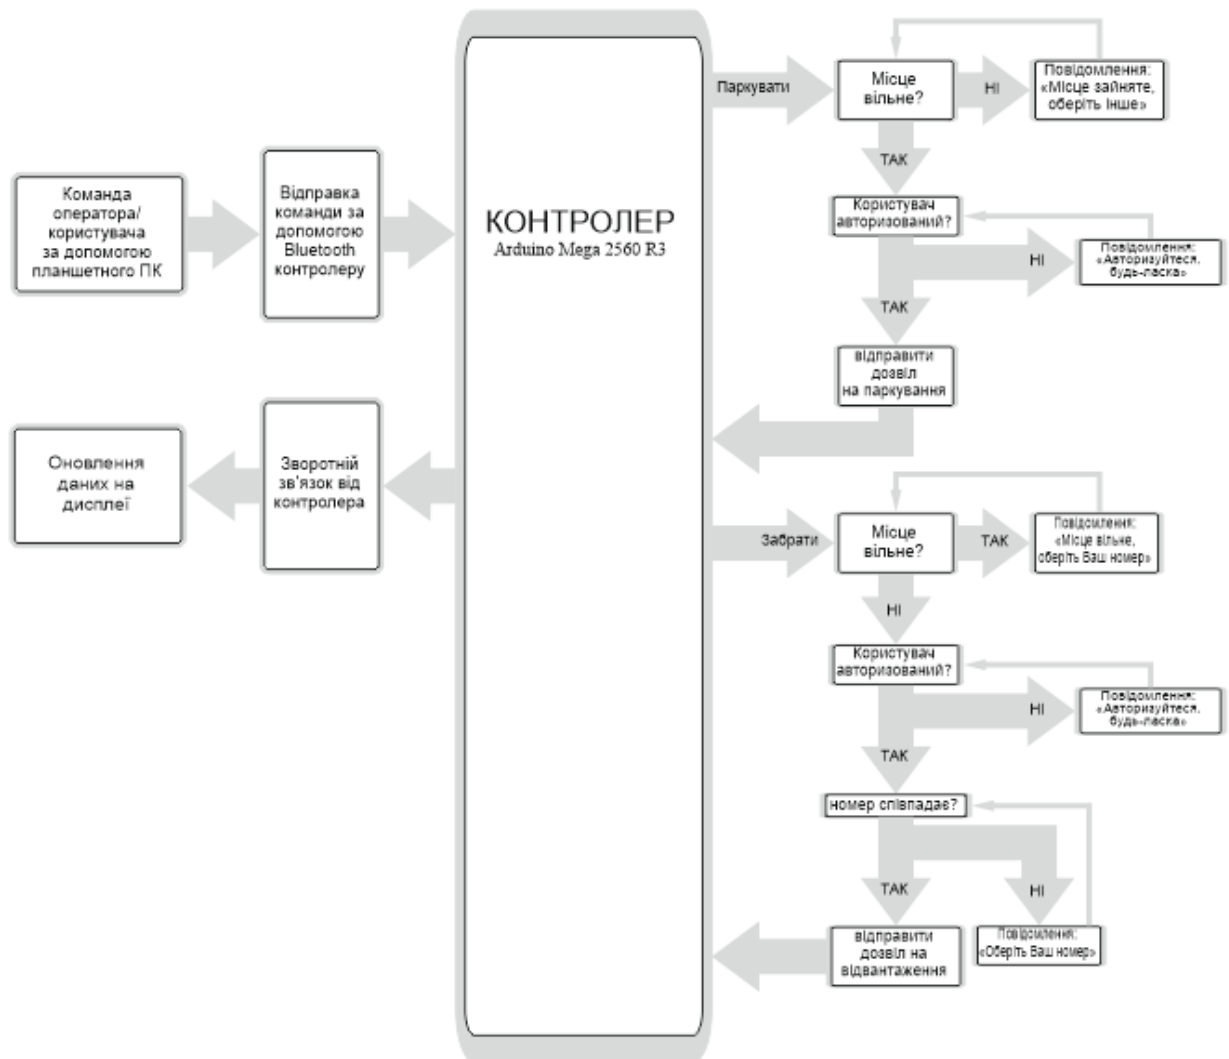 Команда
оператора/
користувача
за допомогою
планшетного ПК
Відправка
команди за
допомогою
Bluetooth
контролеру
КОНТРОЛЕР
Arduino Mega 2560 R3
Оновлення
даних на
дисплеї
Зворотній
зв'язок від
контролера
Паркувати
Місце
вільне?
НІ
Повідомлення:
«Місце зайняте,
оберіть інше»
ТАК
Користувач
авторизований?
НІ
Повідомлення:
«Авторизуйтеся.
будь-ласка»
ТАК
відправити
дозвіл
на паркування
Забрати
Місце
вільне?
ТАК
Повідомлення:
«Місце вільне,
оберіть Ваш номер»
НІ
Користувач
авторизований?
НІ
Повідомлення:
«Авторизуйтеся.
будь-ласка»
ТАК
номер співпадає?
ТАК
НІ
відправити
дозвіл на
відвантаження
Повідомлення:
«Оберіть Ваш номер»